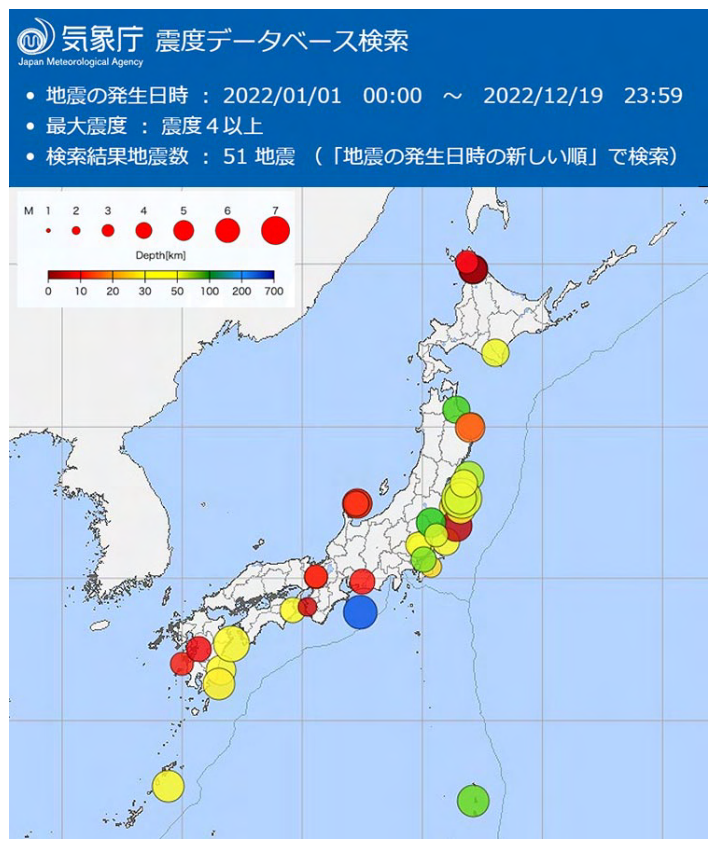 気象庁 震度データベース検索
Japan Meteorological Agency
• 地震の発生日時 ： 2022/01/01　00:00　～　2022/12/19　23:59
• 最大震度 ： 震度４以上
• 検索結果地震数 ： 51 地震 （「地震の発生日時の新しい順」で検索）
M 1 2 3 4 5 6 7
Depth[km]
0 10 20 30 50 100 200 700